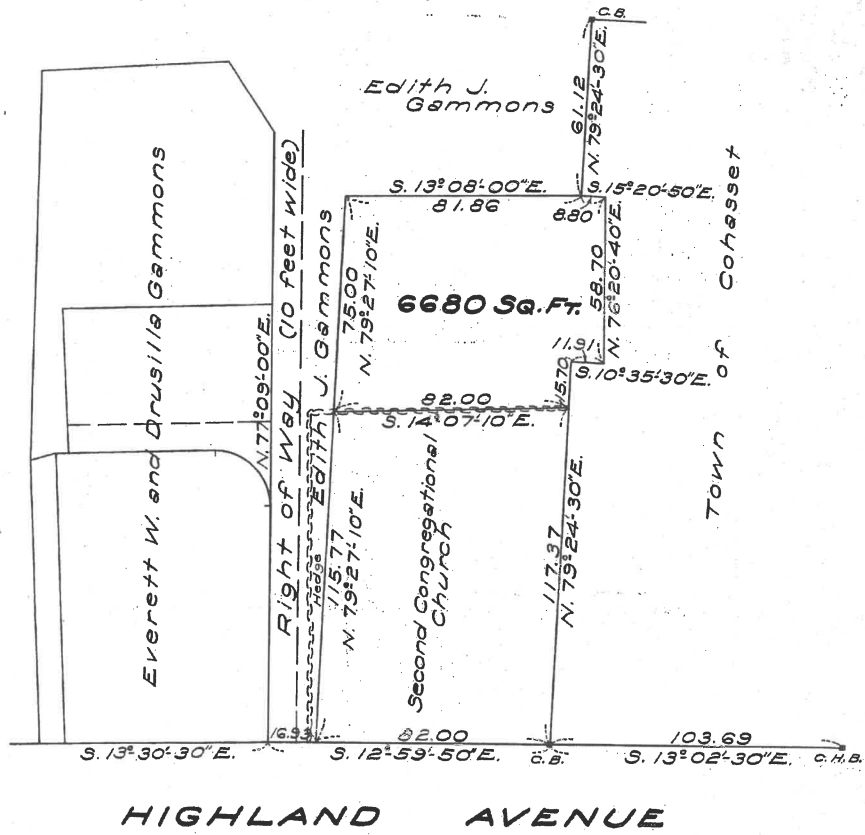 C.B.
61.12
N. 79°24'-30"E.
Edith J.
Gammons
S. 13°08'-00"E.
81.86
S. 15°20'-50"E.
8.80
Everett W. and Drusilla Gammons
N. 77°09'-00"E.
Right of Way (10 feet wide)
Edith J. Gammons
75.00
N. 79°27'-10"E.
6680 SQ.FT.
58.70
N. 76°20'-40"E.
11.91
S. 10°35'-30"E.
15.70
Town of Cohasset
82.00
S. 14°07'-10"E.
Hedge
115.77
N. 79°27'-10"E.
Second Congregational
Church
117.37
N. 79°24'-30"E.
16.93
82.00
103.69
S. 13°-30'-30"E.
S. 12°-59'-50"E.
C.B.
S. 13°02'-30"E.
C.H.B.
HIGHLAND AVENUE